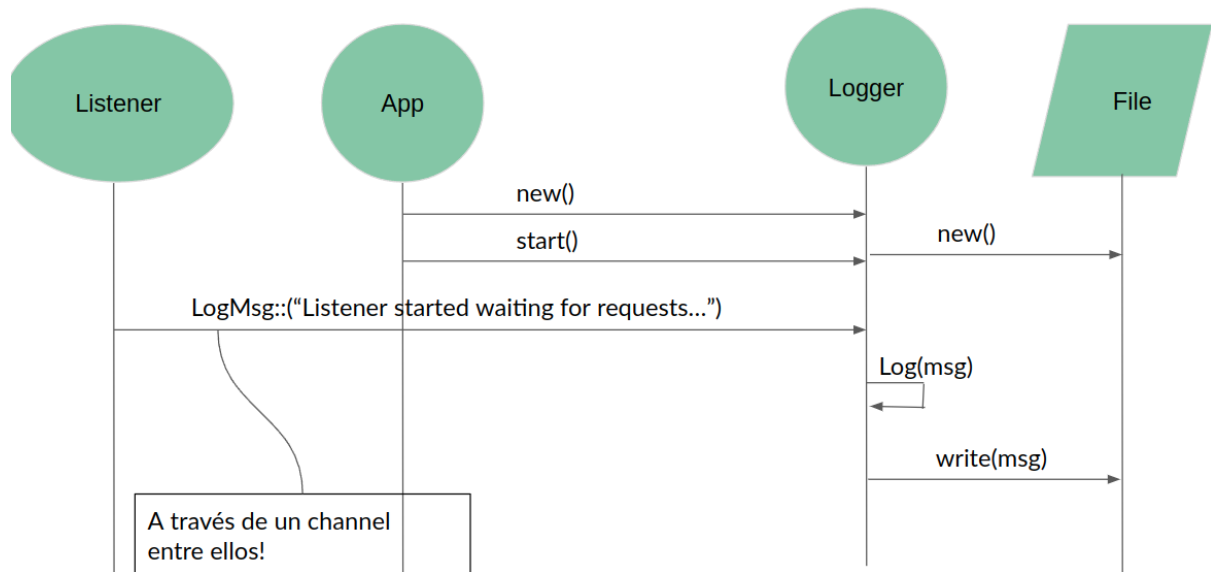 Listener
App
Logger
File
new()
start()
new()
LogMsg::(“Listener started waiting for requests...”)
Log(msg)
write(msg)
A través de un channel
entre ellos!